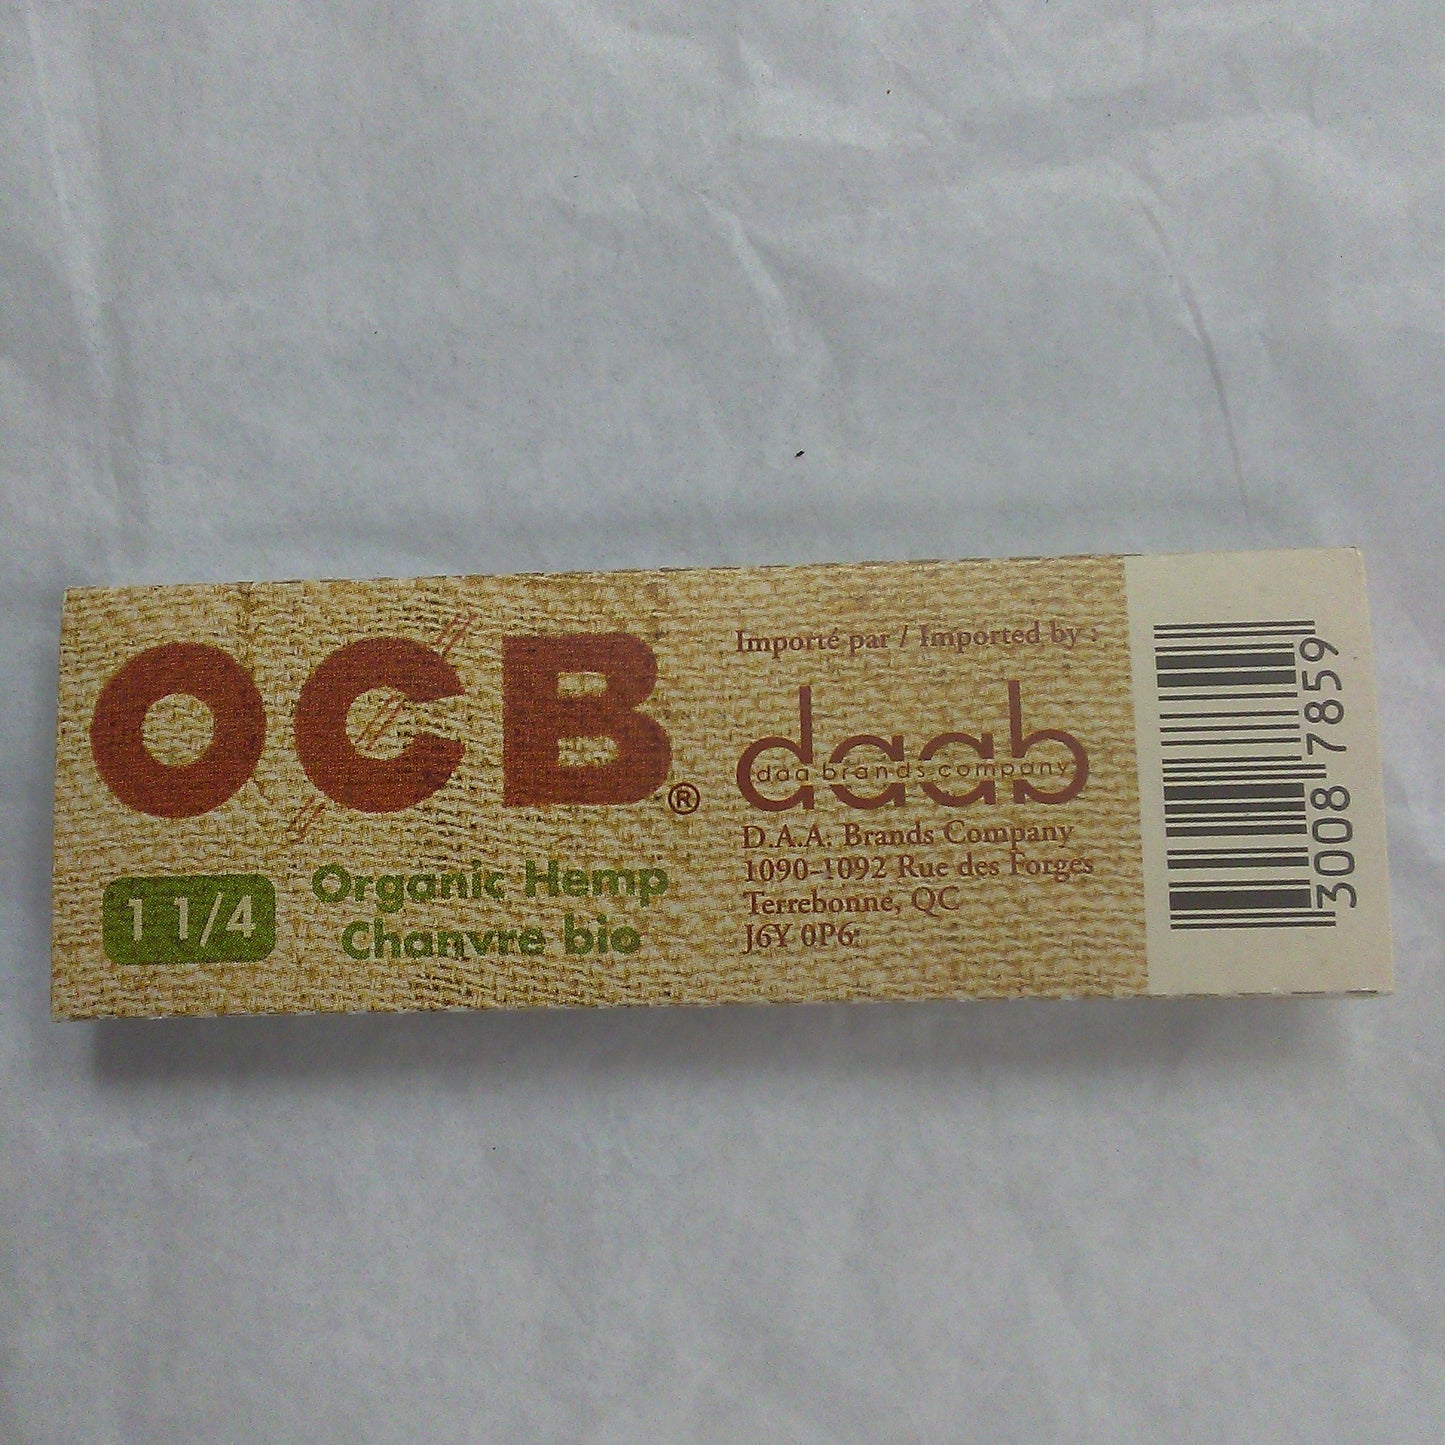 OCB®
1 1/4
Organic Hemp
Chanvre bio
Importé par / Imported by :
daab
daa brands company
D.A.A. Brands Company
1090-1092 Rue des Forges
Terrebonne, QC
J6Y 0P6
3008 7859